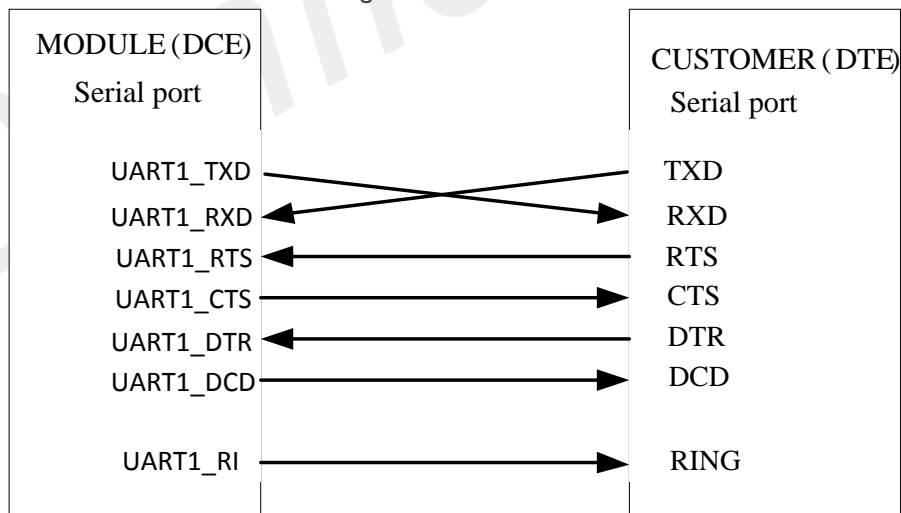 MODULE (DCE)
Serial port
UART1_TXD
UART1_RXD
UART1_RTS
UART1_CTS
UART1_DTR
UART1_DCD
UART1_RI
CUSTOMER ( DTE)
Serial port
TXD
RXD
RTS
CTS
DTR
DCD
RING